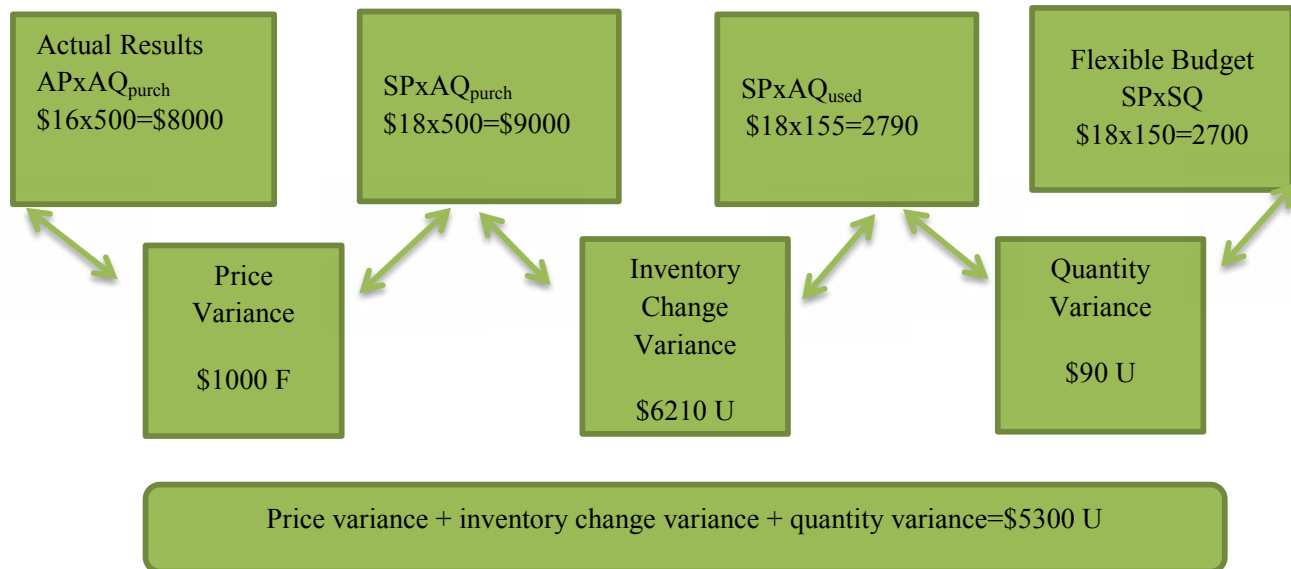 Actual Results
APxAQpurch
$16x500=$8000
SPxAQpurch
$18x500=$9000
SPxAQused
$18x155=2790
Flexible Budget
SPxSQ
$18x150=2700
Price
Variance
$1000 F
Inventory
Change
Variance
$6210 U
Quantity
Variance
$90 U
Price variance + inventory change variance + quantity variance=$5300 U